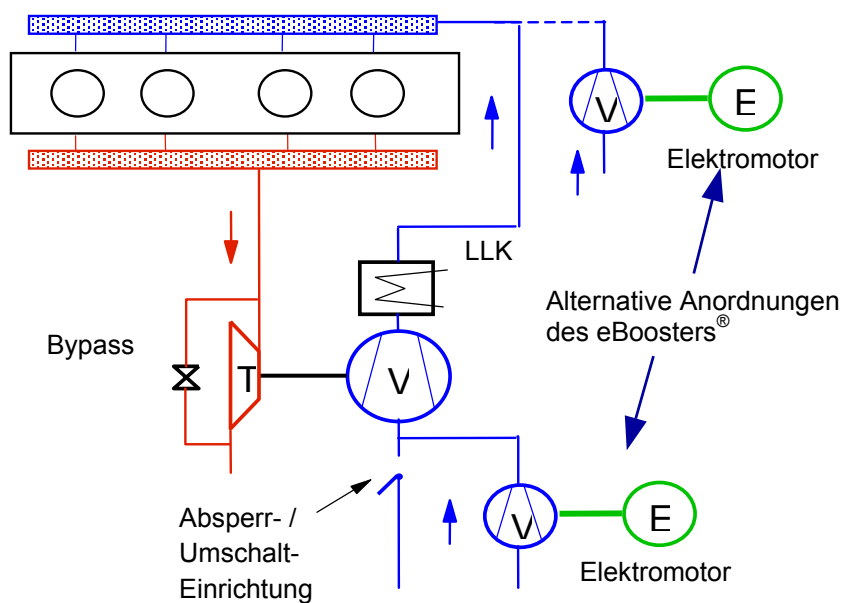 V
E
Elektromotor
LLK
Alternative Anordnungen
des eBoosters®
Bypass
T
V
Absperr- /
Umschalt-
Einrichtung
V
E
Elektromotor